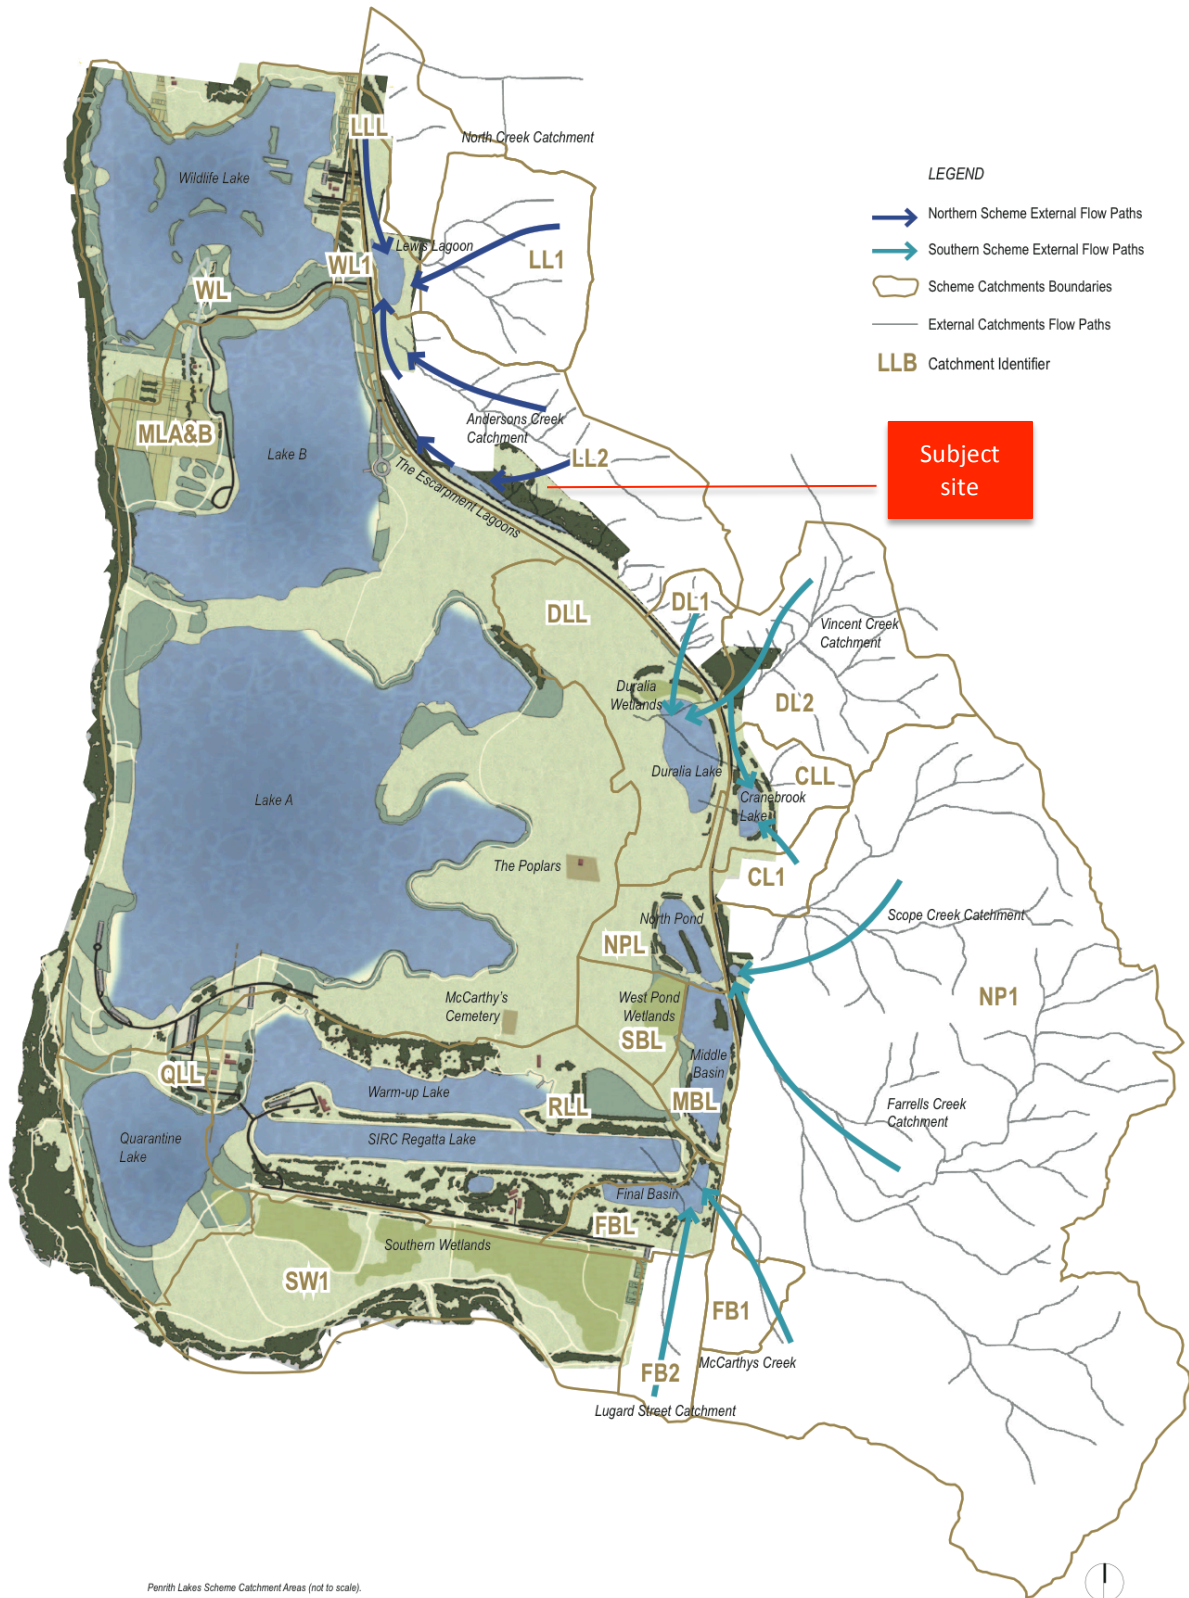 LLL
North Creek Catchment
Wildlife Lake
LEGEND
Northern Scheme External Flow Paths
Southern Scheme External Flow Paths
Scheme Catchments Boundaries
External Catchments Flow Paths
LLB Catchment Identifier
Lewis Lagoon
WL1
LL1
WL
Andersons Creek
Catchment
MLA&B
Lake B
LL2
The Escarpment Lagoons
Subject
site
DLL
DL1
Vincent Creek
Catchment
Duralia
Wetlands
DL2
Duralia Lake
CLL
Cranebrook
Lake
Lake A
The Poplars
CL1
North Pond
Scope Creek Catchment
NPL
McCarthy's
Cemetery
West Pond
Wetlands
NP1
SBL
Middle
Basin
QLL
Warm-up Lake
RLL
MBL
Farrells Creek
Catchment
Quarantine
Lake
SIRC Regatta Lake
Final Basin
FBL
Southern Wetlands
SW1
FB1
McCarthys Creek
FB2
Lugard Street Catchment
Penrith Lakes Scheme Catchment Areas (not to scale).